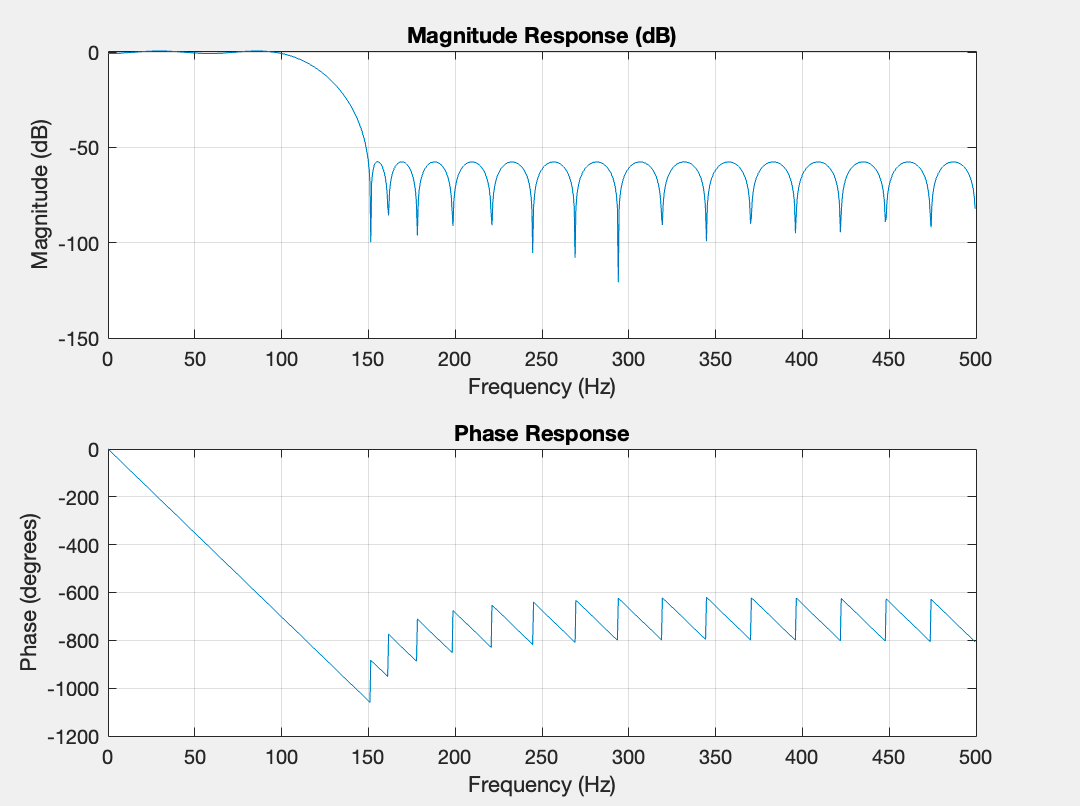 Magnitude Response (dB)
0
-50
-100
-150
Magnitude (dB)
0 50 100 150 200 250 300 350 400 450 500
Frequency (Hz)
Phase Response
0
-200
-400
-600
-800
-1000
-1200
Phase (degrees)
0 50 100 150 200 250 300 350 400 450 500
Frequency (Hz)